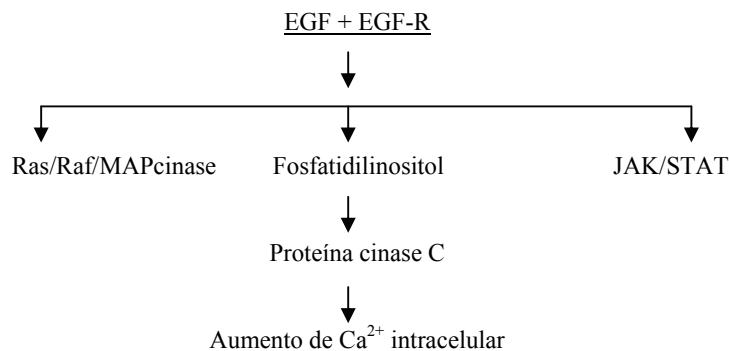 EGF + EGF-R
Ras/Raf/MAPcinase Fosfatidilinositol JAK/STAT
Proteína cinase C
Aumento de Ca²⁺ intracelular